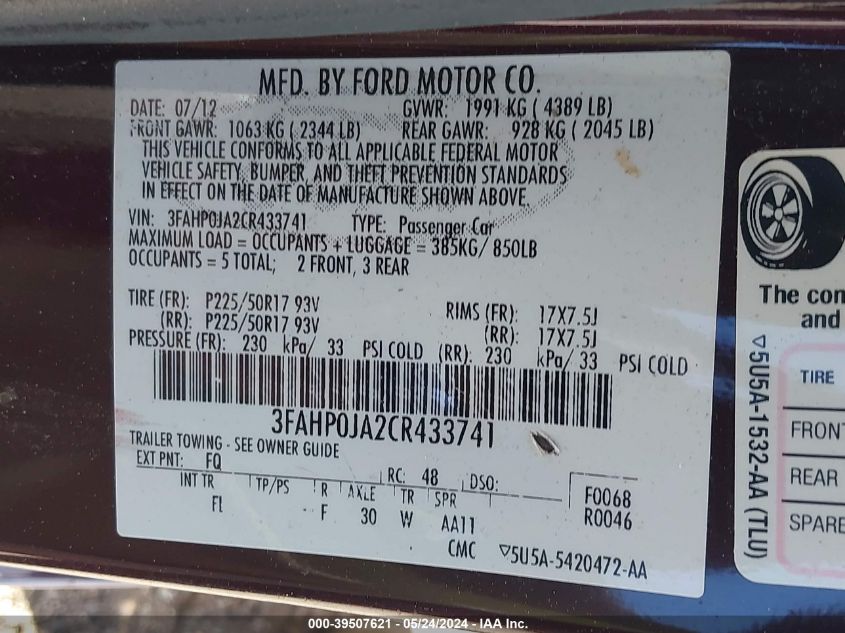 MFD. BY FORD MOTOR CO.
DATE: 07/12 GVWR: 1991 KG ( 4389 LB)
FRONT GAWR: 1063 KG ( 2344 LB) REAR GAWR: 928 KG ( 2045 LB)
THIS VEHICLE CONFORMS TO ALL APPLICABLE FEDERAL MOTOR
VEHICLE SAFETY, BUMPER, AND THEFT PREVENTION STANDARDS
IN EFFECT ON THE DATE OF MANUFACTURE SHOWN ABOVE.
VIN: 3FAHP0JA2CR433741 TYPE: Passenger Car
MAXIMUM LOAD = OCCUPANTS + LUGGAGE = 385KG/ 850LB
OCCUPANTS = 5 TOTAL; 2 FRONT, 3 REAR
TIRE (FR): P225/50R17 93V RIMS (FR): 17X7.5J
(RR): P225/50R17 93V (RR): 17X7.5J
PRESSURE (FR): 230 kPa/ 33 PSI COLD (RR): 230 kPa/ 33 PSI COLD
3FAHP0JA2CR433741
TRAILER TOWING - SEE OWNER GUIDE
EXT PNT: FQ RC: 48 DSO: F0068
INT TR TP/PS R AXLE TR SPR R0046
FL F 30 W AA11
CMC ▽5U5A-5420472-AA
The con
and
TIRE
FRONT
REAR
SPARE
▽5U5A-1532-AA (TLU)
000-39507621 - 05/24/2024 - IAA Inc.